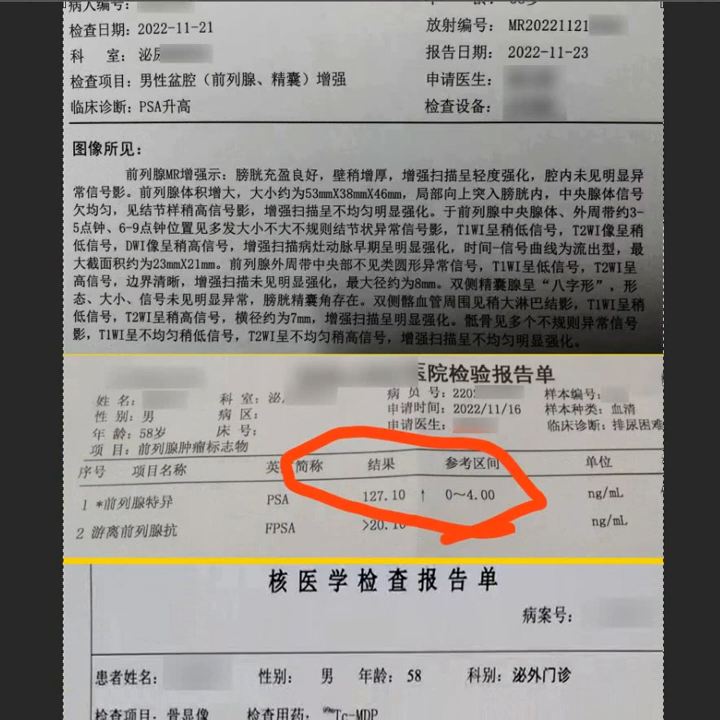 病人编号：
检查日期：2022-11-21
放射编号：MR20221121
科 室：泌尿
报告日期：2022-11-23
检查项目：男性盆腔（前列腺、精囊）增强
申请医生：
临床诊断：PSA升高
检查设备：
图像所见：
前列腺MR增强示：膀胱充盈良好，壁稍增厚，增强扫描呈轻度强化，腔内未见明显异
常信号影。前列腺体积增大，大小约为53mmX38mmX46mm，局部向上突入膀胱内，中央腺体信号
欠均匀，见结节样稍高信号影，增强扫描呈不均匀明显强化。于前列腺中央腺体、外周带约3-
5点钟、6-9点钟位置见多发大小不大不规则结节状异常信号影，T1WI呈稍低信号，T2WI像呈稍
低信号，DWI像呈稍高信号，增强扫描病灶动脉早期呈明显强化，时间-信号曲线为流出型，最
大截面积约为23mmX21mm。前列腺外周带中央部不见类圆形异常信号，T1WI呈低信号，T2WI呈
高信号，边界清晰，增强扫描未见明显强化，最大径约为8mm。双侧精囊腺呈“八字形”，形
态、大小、信号未见明显异常，膀胱精囊角存在。双侧髂血管周围见稍大淋巴结影，T1WI呈稍
低信号，T2WI呈稍高信号，横径约为7mm，增强扫描呈明显强化。骶骨见多个不规则异常信号
影，T1WI呈不均匀稍低信号，T2WI呈不均匀稍高信号，增强扫描呈不均匀明显强化。
医院检验报告单
姓 名：
科 室：泌
病 员 号：220
样本编号：
性 别：男
病 区：
申请时间：2022/11/16
样本种类：血清
年 龄：58岁
床 号：
申请医生：
临床诊断：排尿困难
项 目：前列腺肿瘤标志物
序号 项目名称 英 简称 结果 参考区间 单位
1 *前列腺特异 PSA 127.10 ↑ 0～4.00 ng/mL
2 游离前列腺抗 FPSA >20.10 ng/mL
核医学检查报告单
病案号：
患者姓名： 性别： 男 年龄： 58 科别：泌外门诊
检查项目：骨显像 检查用药：⁹⁹ᵐTc-MDP